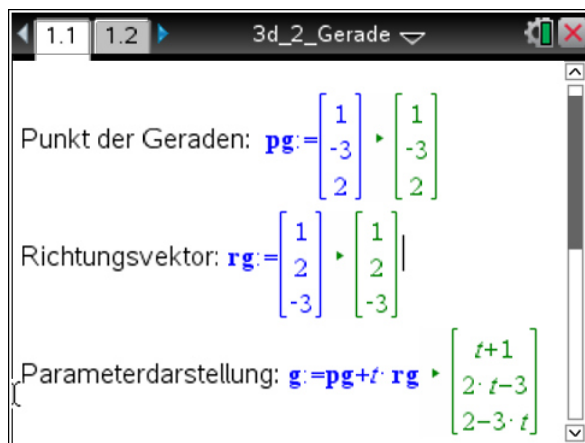 1.1 1.2 3d_2_Gerade
Punkt der Geraden: pg:=[1 -3 2] ▸ [1 -3 2]
Richtungsvektor: rg:=[1 2 -3] ▸ [1 2 -3]
Parameterdarstellung: g:=pg+t· rg ▸ [t+1 2· t−3 2−3· t]